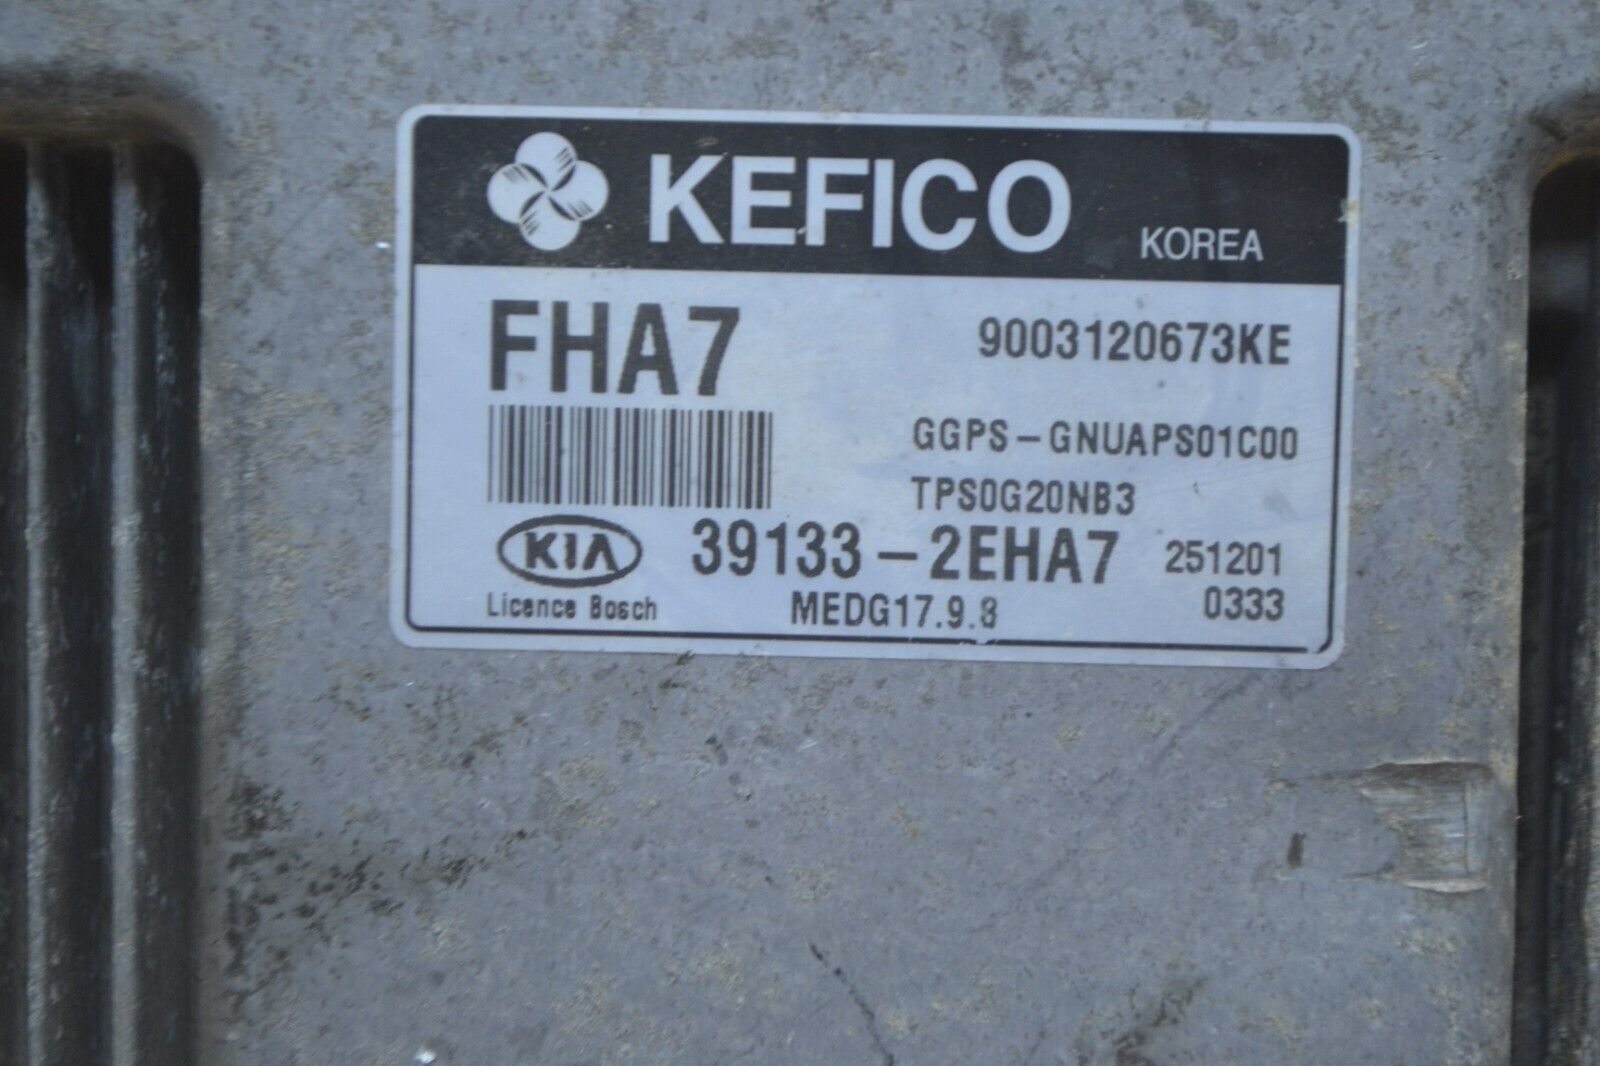 KEFICO KOREA
FHA7 9003120673KE
GGPS-GNUAPS01C00
TPS0G20NB3
KIA 39133-2EHA7 251201
Licence Bosch MEDG17.9.8 0333